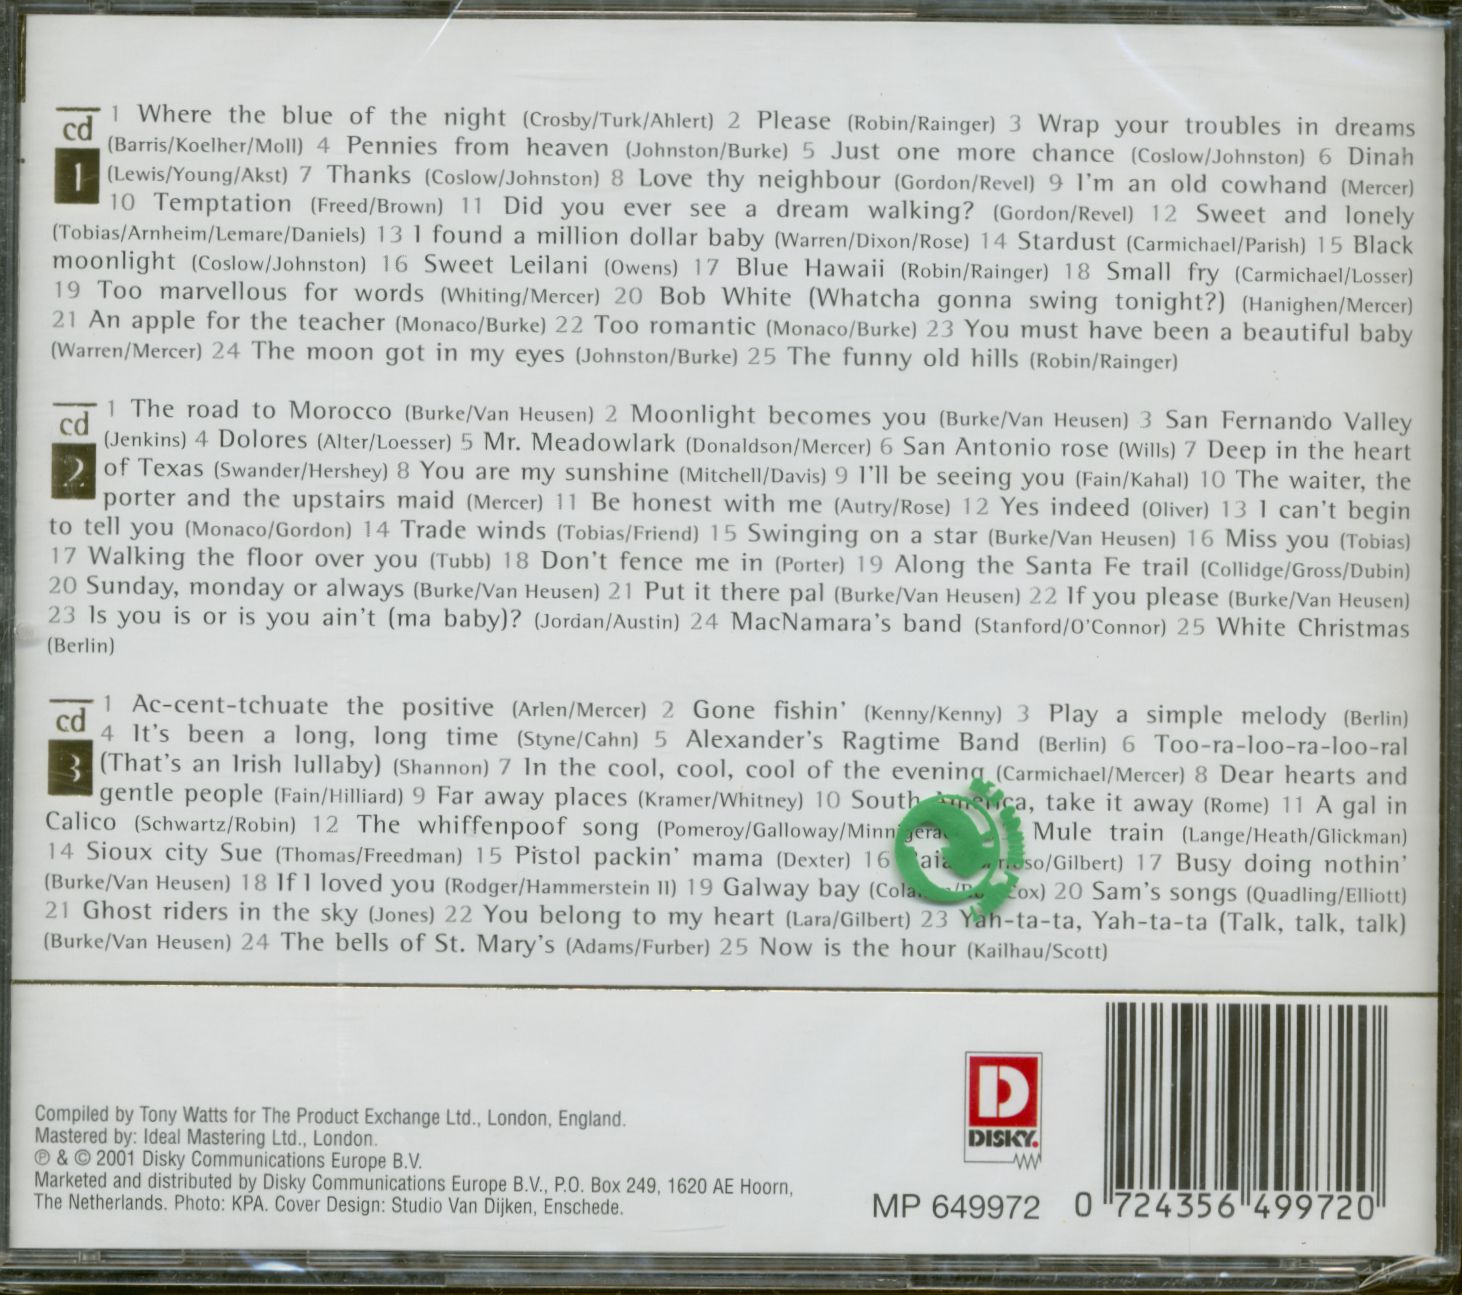 cd 1
1 Where the blue of the night (Crosby/Turk/Ahlert) 2 Please (Robin/Rainger) 3 Wrap your troubles in dreams
(Barris/Koelher/Moll) 4 Pennies from heaven (Johnston/Burke) 5 Just one more chance (Coslow/Johnston) 6 Dinah
(Lewis/Young/Akst) 7 Thanks (Coslow/Johnston) 8 Love thy neighbour (Gordon/Revel) 9 I'm an old cowhand (Mercer)
10 Temptation (Freed/Brown) 11 Did you ever see a dream walking? (Gordon/Revel) 12 Sweet and lonely
(Tobias/Arnheim/Lemare/Daniels) 13 I found a million dollar baby (Warren/Dixon/Rose) 14 Stardust (Carmichael/Parish) 15 Black
moonlight (Coslow/Johnston) 16 Sweet Leilani (Owens) 17 Blue Hawaii (Robin/Rainger) 18 Small fry (Carmichael/Losser)
19 Too marvellous for words (Whiting/Mercer) 20 Bob White (Whatcha gonna swing tonight?) (Hanighen/Mercer)
21 An apple for the teacher (Monaco/Burke) 22 Too romantic (Monaco/Burke) 23 You must have been a beautiful baby
(Warren/Mercer) 24 The moon got in my eyes (Johnston/Burke) 25 The funny old hills (Robin/Rainger)
cd 2
1 The road to Morocco (Burke/Van Heusen) 2 Moonlight becomes you (Burke/Van Heusen) 3 San Fernando Valley
(Jenkins) 4 Dolores (Alter/Loesser) 5 Mr. Meadowlark (Donaldson/Mercer) 6 San Antonio rose (Wills) 7 Deep in the heart
of Texas (Swander/Hershey) 8 You are my sunshine (Mitchell/Davis) 9 I'll be seeing you (Fain/Kahal) 10 The waiter, the
porter and the upstairs maid (Mercer) 11 Be honest with me (Autry/Rose) 12 Yes indeed (Oliver) 13 I can't begin
to tell you (Monaco/Gordon) 14 Trade winds (Tobias/Friend) 15 Swinging on a star (Burke/Van Heusen) 16 Miss you (Tobias)
17 Walking the floor over you (Tubb) 18 Don't fence me in (Porter) 19 Along the Santa Fe trail (Collidge/Gross/Dubin)
20 Sunday, monday or always (Burke/Van Heusen) 21 Put it there pal (Burke/Van Heusen) 22 If you please (Burke/Van Heusen)
23 Is you is or is you ain't (ma baby)? (Jordan/Austin) 24 MacNamara's band (Stanford/O'Connor) 25 White Christmas
(Berlin)
cd 3
1 Ac-cent-tchuate the positive (Arlen/Mercer) 2 Gone fishin' (Kenny/Kenny) 3 Play a simple melody (Berlin)
4 It's been a long, long time (Styne/Cahn) 5 Alexander's Ragtime Band (Berlin) 6 Too-ra-loo-ra-loo-ral
(That's an Irish lullaby) (Shannon) 7 In the cool, cool, cool of the evening (Carmichael/Mercer) 8 Dear hearts and
gentle people (Fain/Hilliard) 9 Far away places (Kramer/Whitney) 10 South America, take it away (Rome) 11 A gal in
Calico (Schwartz/Robin) 12 The whiffenpoof song (Pomeroy/Galloway/ Mule train (Lange/Heath/Glickman)
14 Sioux city Sue (Thomas/Freedman) 15 Pistol packin' mama (Dexter) 16 /Gilbert) 17 Busy doing nothin'
(Burke/Van Heusen) 18 If I loved you (Rodger/Hammerstein II) 19 Galway bay 20 Sam's songs (Quadling/Elliott)
21 Ghost riders in the sky (Jones) 22 You belong to my heart (Lara/Gilbert) 23 Yah-ta-ta, Yah-ta-ta (Talk, talk, talk)
(Burke/Van Heusen) 24 The bells of St. Mary's (Adams/Furber) 25 Now is the hour (Kailhau/Scott)
Compiled by Tony Watts for The Product Exchange Ltd., London, England.
Mastered by: Ideal Mastering Ltd., London.
℗ & © 2001 Disky Communications Europe B.V.
Marketed and distributed by Disky Communications Europe B.V., P.O. Box 249, 1620 AE Hoorn,
The Netherlands. Photo: KPA. Cover Design: Studio Van Dijken, Enschede.
D
DISKY.
MP 649972
0 724356 499720